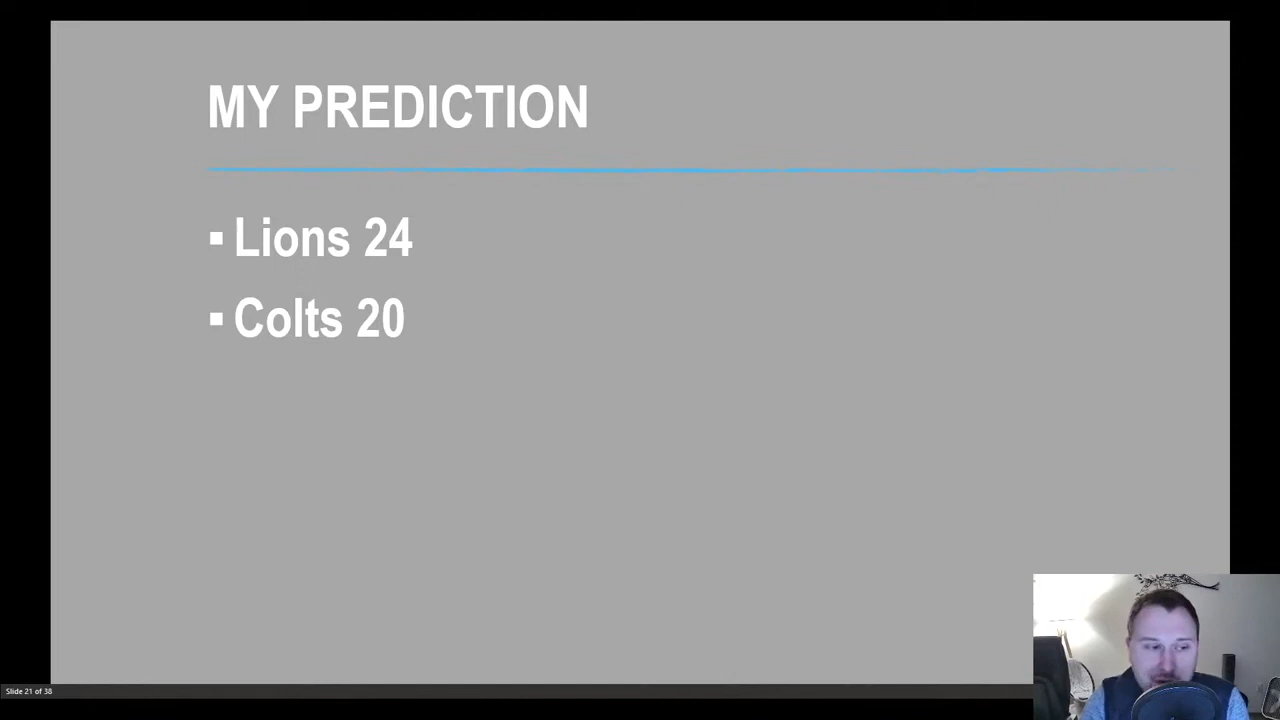 MY PREDICTION
▪ Lions 24
▪ Colts 20
Slide 21 of 38